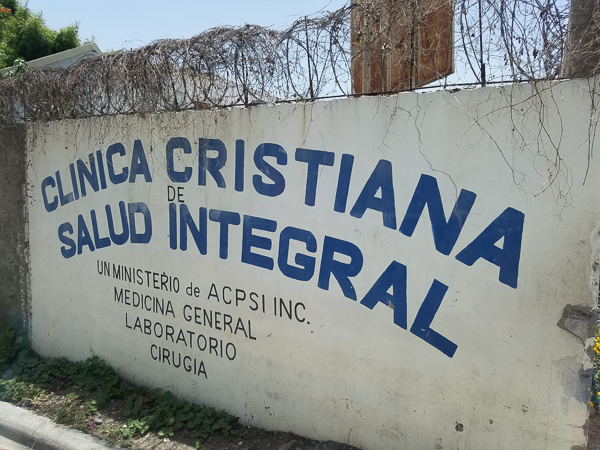 CLINICA CRISTIANA
DE
SALUD INTEGRAL
UN MINISTERIO de ACPSI INC.
MEDICINA GENERAL
LABORATORIO
CIRUGIA